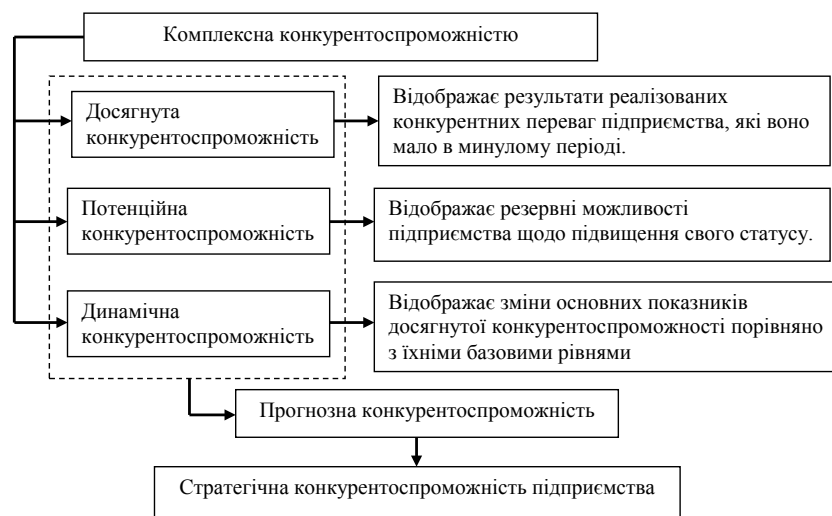 Комплексна конкурентоспроможністю
Досягнута
конкурентоспроможність
Відображає результати реалізованих
конкурентних переваг підприємства, які воно
мало в минулому періоді.
Потенційна
конкурентоспроможність
Відображає резервні можливості
підприємства щодо підвищення свого статусу.
Динамічна
конкурентоспроможність
Відображає зміни основних показників
досягнутої конкурентоспроможності порівняно
з їхніми базовими рівнями
Прогнозна конкурентоспроможність
Стратегічна конкурентоспроможність підприємства